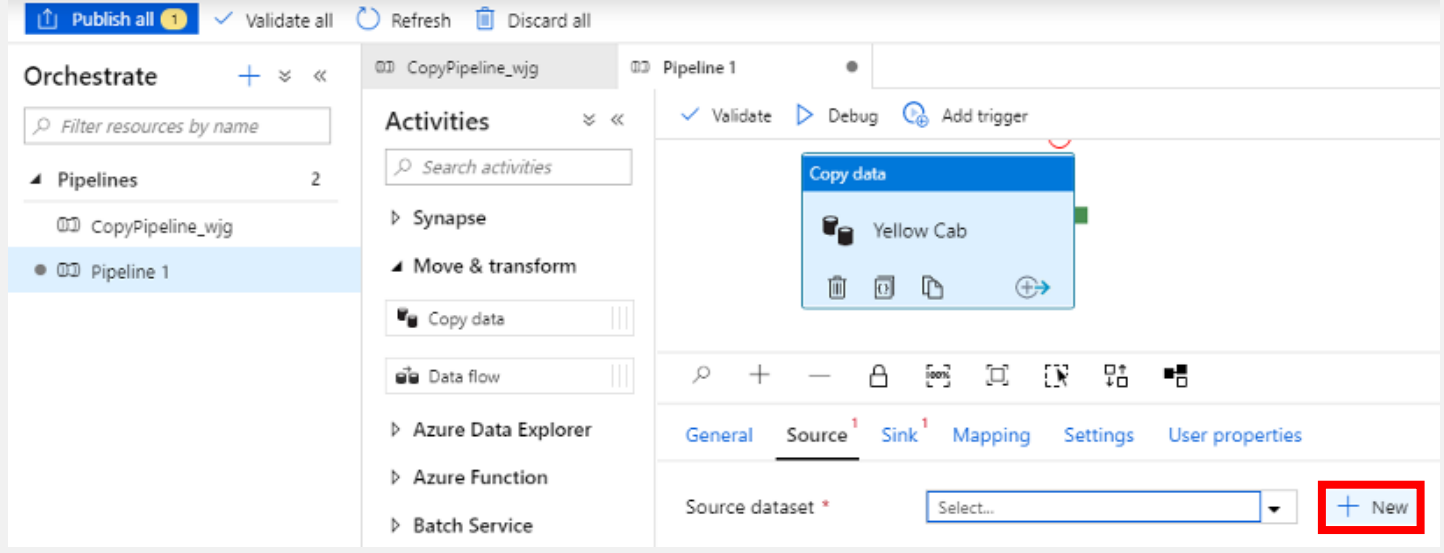 Publish all 1 Validate all Refresh Discard all
Orchestrate
Filter resources by name
Pipelines 2
CopyPipeline_wjg
Pipeline 1
CopyPipeline_wjg
Pipeline 1
Activities
Search activities
Synapse
Move & transform
Copy data
Data flow
Azure Data Explorer
Azure Function
Batch Service
Validate Debug Add trigger
Copy data
Yellow Cab
100%
General Source 1 Sink 1 Mapping Settings User properties
Source dataset * Select... New